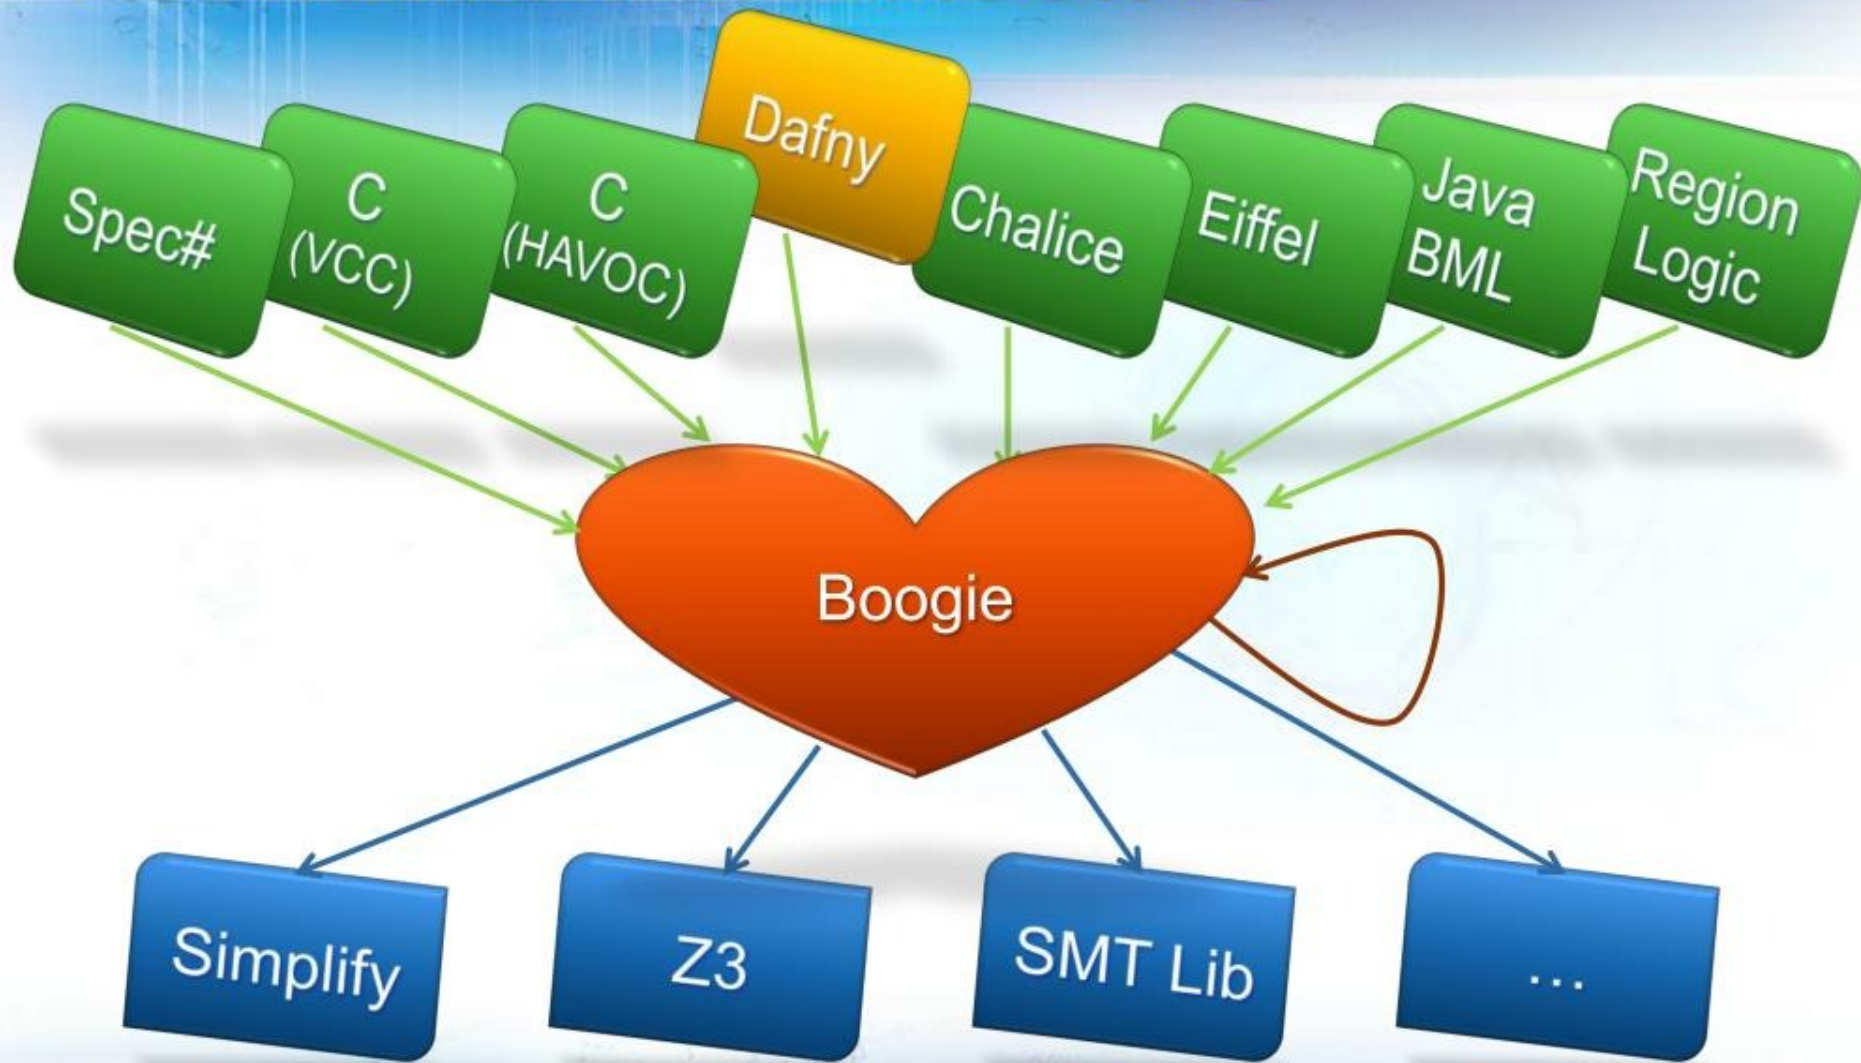 Dafny
Spec#
C
(VCC)
C
(HAVOC)
Chalice
Eiffel
Java
BML
Region
Logic
Boogie
Simplify
Z3
SMT Lib
...